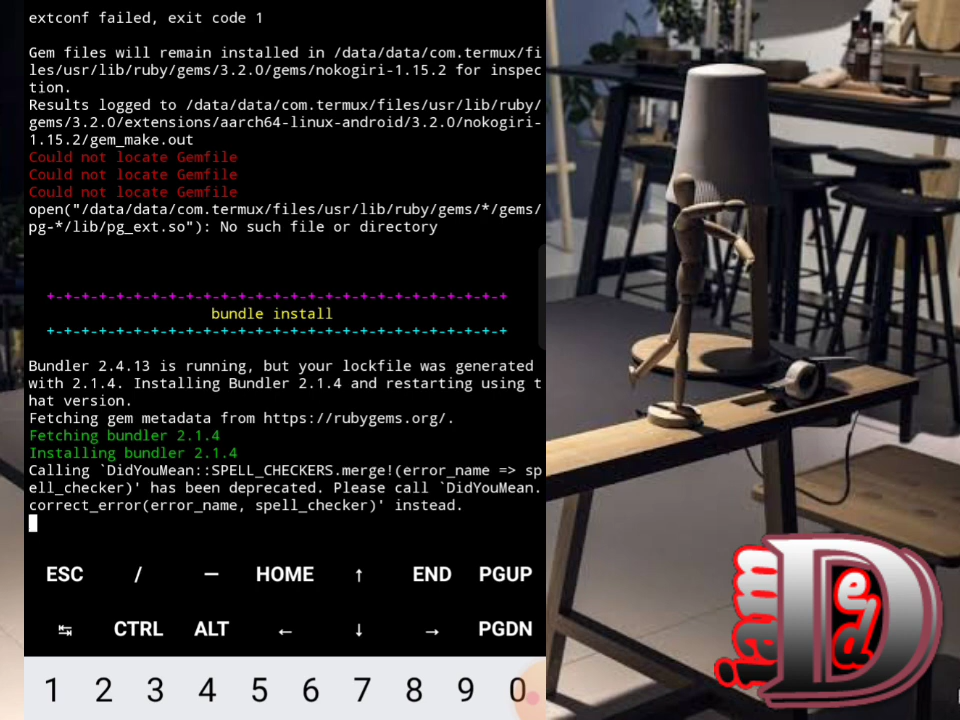 extconf failed, exit code 1
Gem files will remain installed in /data/data/com.termux/fi
les/usr/lib/ruby/gems/3.2.0/gems/nokogiri-1.15.2 for inspec
tion.
Results logged to /data/data/com.termux/files/usr/lib/ruby/
gems/3.2.0/extensions/aarch64-linux-android/3.2.0/nokogiri-
1.15.2/gem_make.out
Could not locate Gemfile
Could not locate Gemfile
Could not locate Gemfile
open("/data/data/com.termux/files/usr/lib/ruby/gems/*/gems/
pg-*/lib/pg_ext.so"): No such file or directory
+-+-+-+-+-+-+-+-+-+-+-+-+-+-+-+-+-+-+-+-+-+-+-+-+-+-+
bundle install
+-+-+-+-+-+-+-+-+-+-+-+-+-+-+-+-+-+-+-+-+-+-+-+-+-+-+
Bundler 2.4.13 is running, but your lockfile was generated
with 2.1.4. Installing Bundler 2.1.4 and restarting using t
hat version.
Fetching gem metadata from https://rubygems.org/.
Fetching bundler 2.1.4
Installing bundler 2.1.4
Calling `DidYouMean::SPELL_CHECKERS.merge!(error_name => sp
ell_checker)' has been deprecated. Please call `DidYouMean.
correct_error(error_name, spell_checker)' instead.
ESC / — HOME ↑ END PGUP
↹ CTRL ALT ← ↓ → PGDN
1 2 3 4 5 6 7 8 9 0
iam D ed